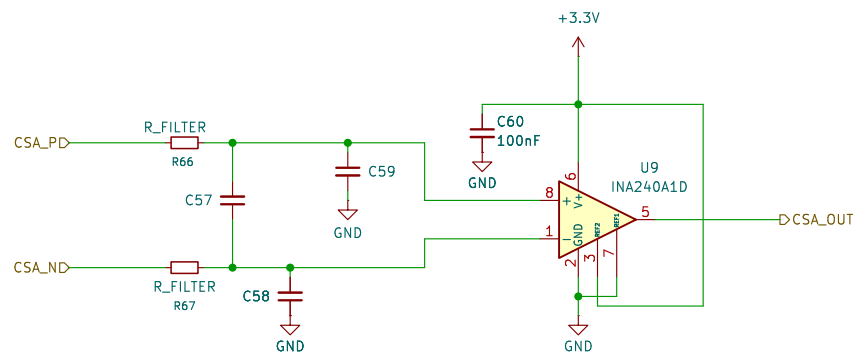 +3.3V
C60
100nF
GND
CSA_P
R_FILTER
R66
C59
GND
C57
U9
INA240A1D
6
V+
8
+
5
CSA_OUT
1
-
GND
REF2
REF1
2
3
7
GND
CSA_N
R_FILTER
R67
C58
GND